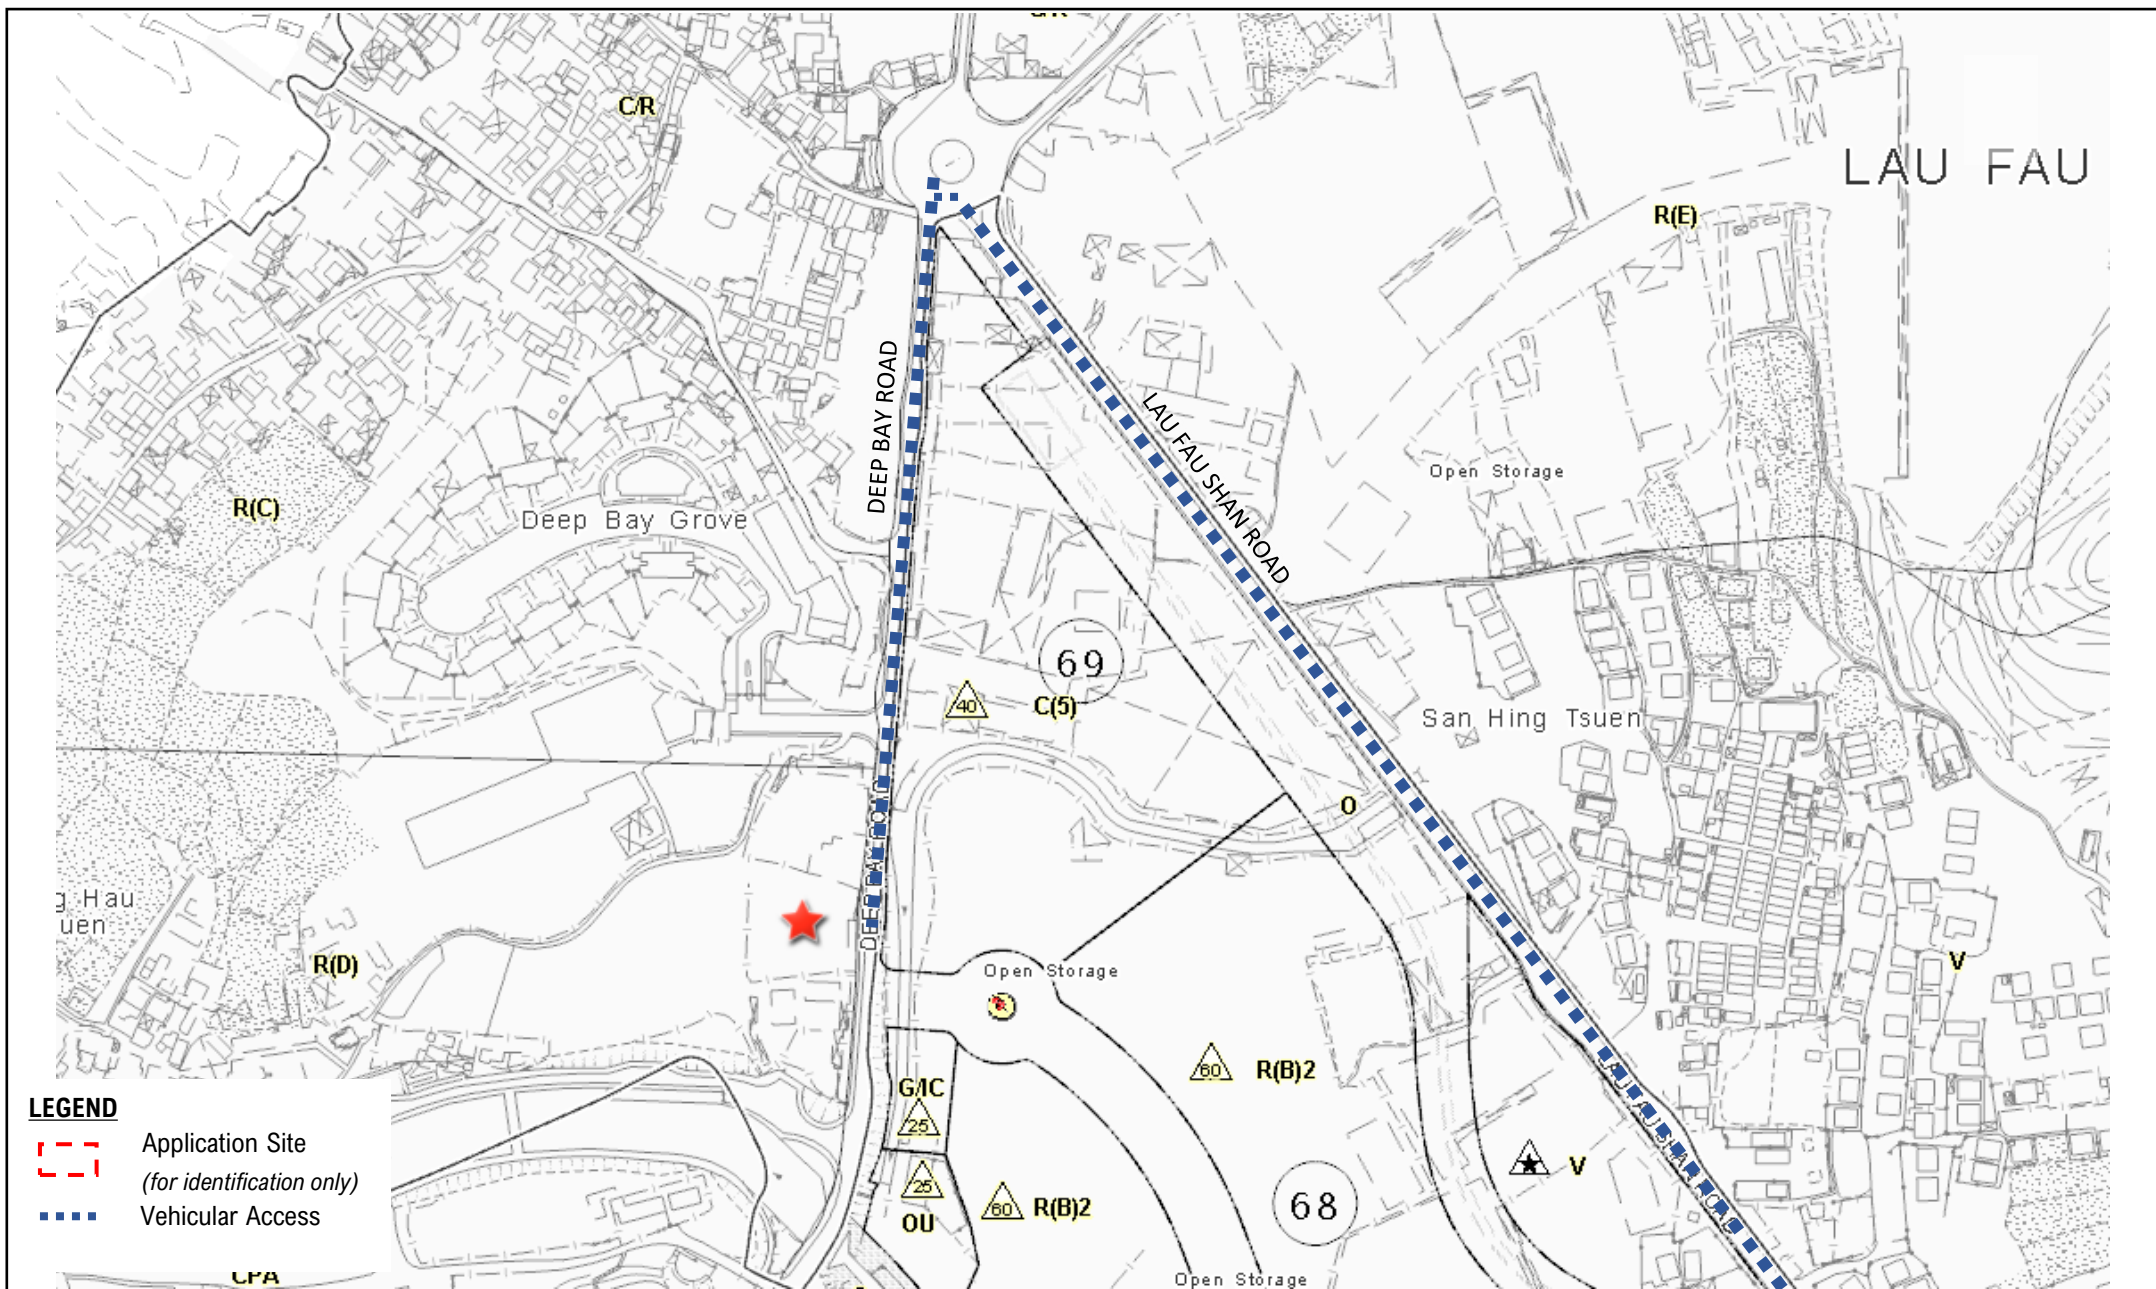 C/R
LAU FAU
R(E)
DEEP BAY ROAD
LAU FAU SHAN ROAD
Open Storage
R(C)
Deep Bay Grove
69
40
C(5)
San Hing Tsuen
O
DEEP BAY ROAD
g Hau
uen
R(D)
Open Storage
V
60
R(B)2
G/IC
25
25
OU
60
R(B)2
68
V
LAU FAU SHAN ROAD
Open Storage
LEGEND
Application Site
(for identification only)
Vehicular Access
CPA